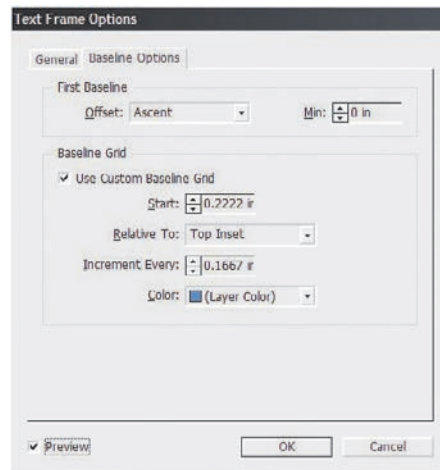 Text Frame Options
General Baseline Options
First Baseline
Offset: Ascent Min: 0 in
Baseline Grid
Use Custom Baseline Grid
Start: 0.2222 ir
Relative To: Top Inset
Increment Every: 0.1667 ir
Color: (Layer Color)
Preview OK Cancel